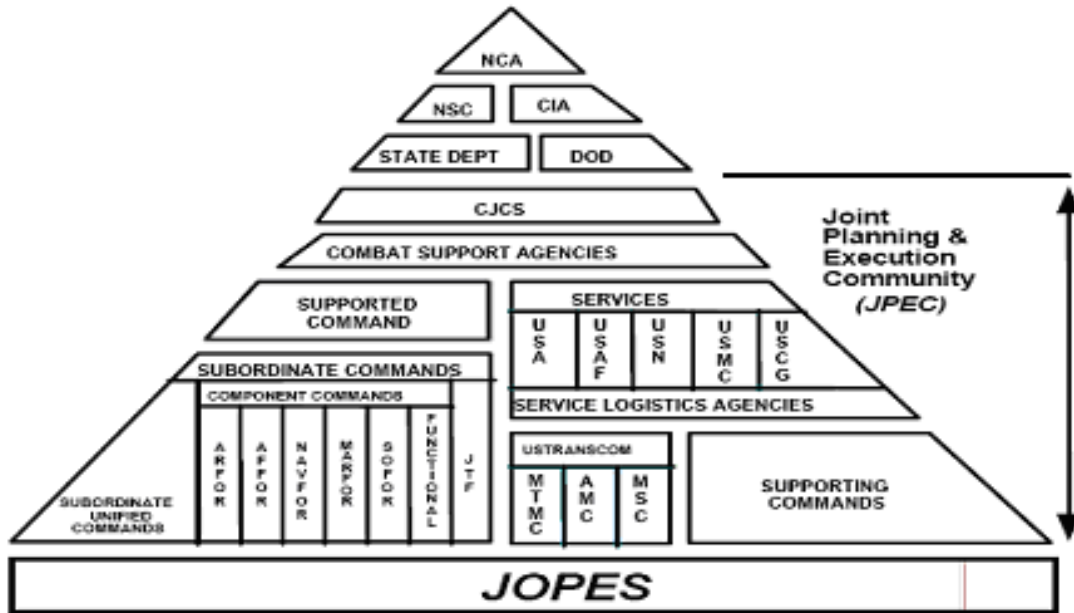 NCA
NSC
CIA
STATE DEPT
DOD
CJCS
COMBAT SUPPORT AGENCIES
Joint
Planning &
Execution
Community
(JPEC)
SUPPORTED
COMMAND
SERVICES
USA
USAF
USN
USMC
USCG
SERVICE LOGISTICS AGENCIES
SUBORDINATE COMMANDS
COMPONENT COMMANDS
ARFOR
AFFOR
NAVFOR
MARFOR
SOFOR
FUNCTIONAL
JTF
SUBORDINATE
UNIFIED
COMMANDS
USTRANSCOM
MTMC
AMC
MSC
SUPPORTING
COMMANDS
JOPES